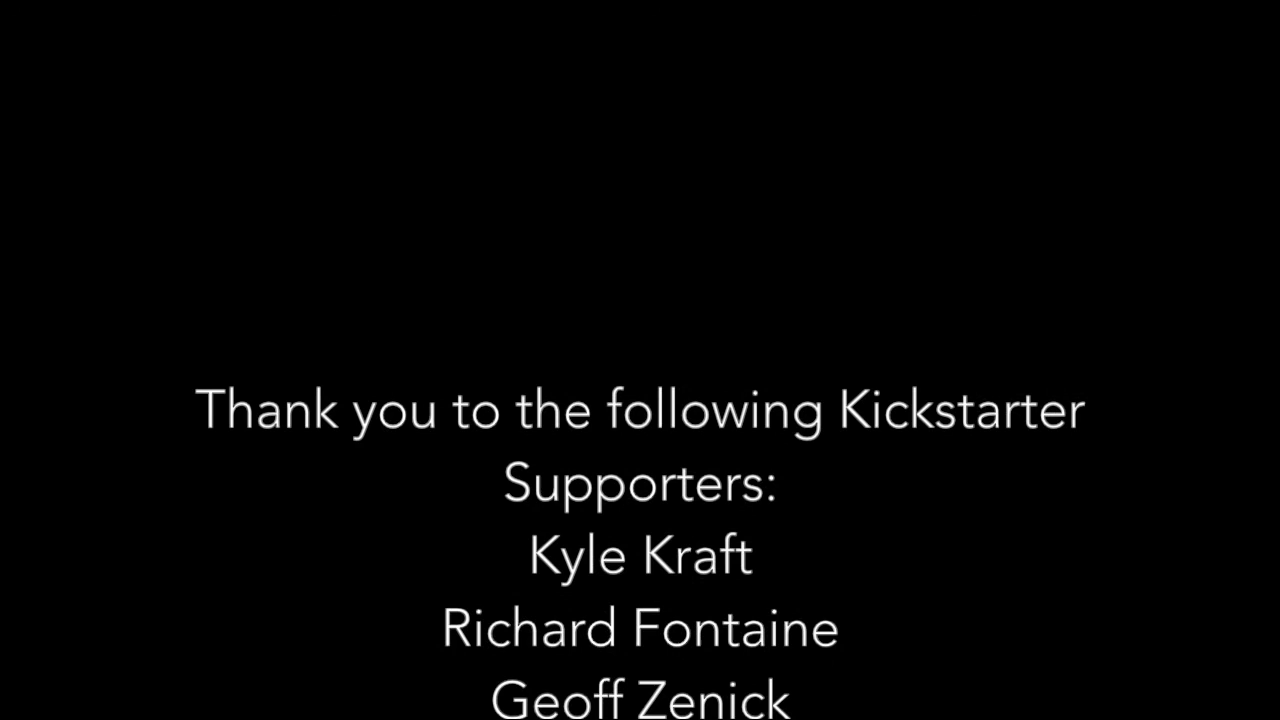 Thank you to the following Kickstarter
Supporters:
Kyle Kraft
Richard Fontaine
Geoff Zenick